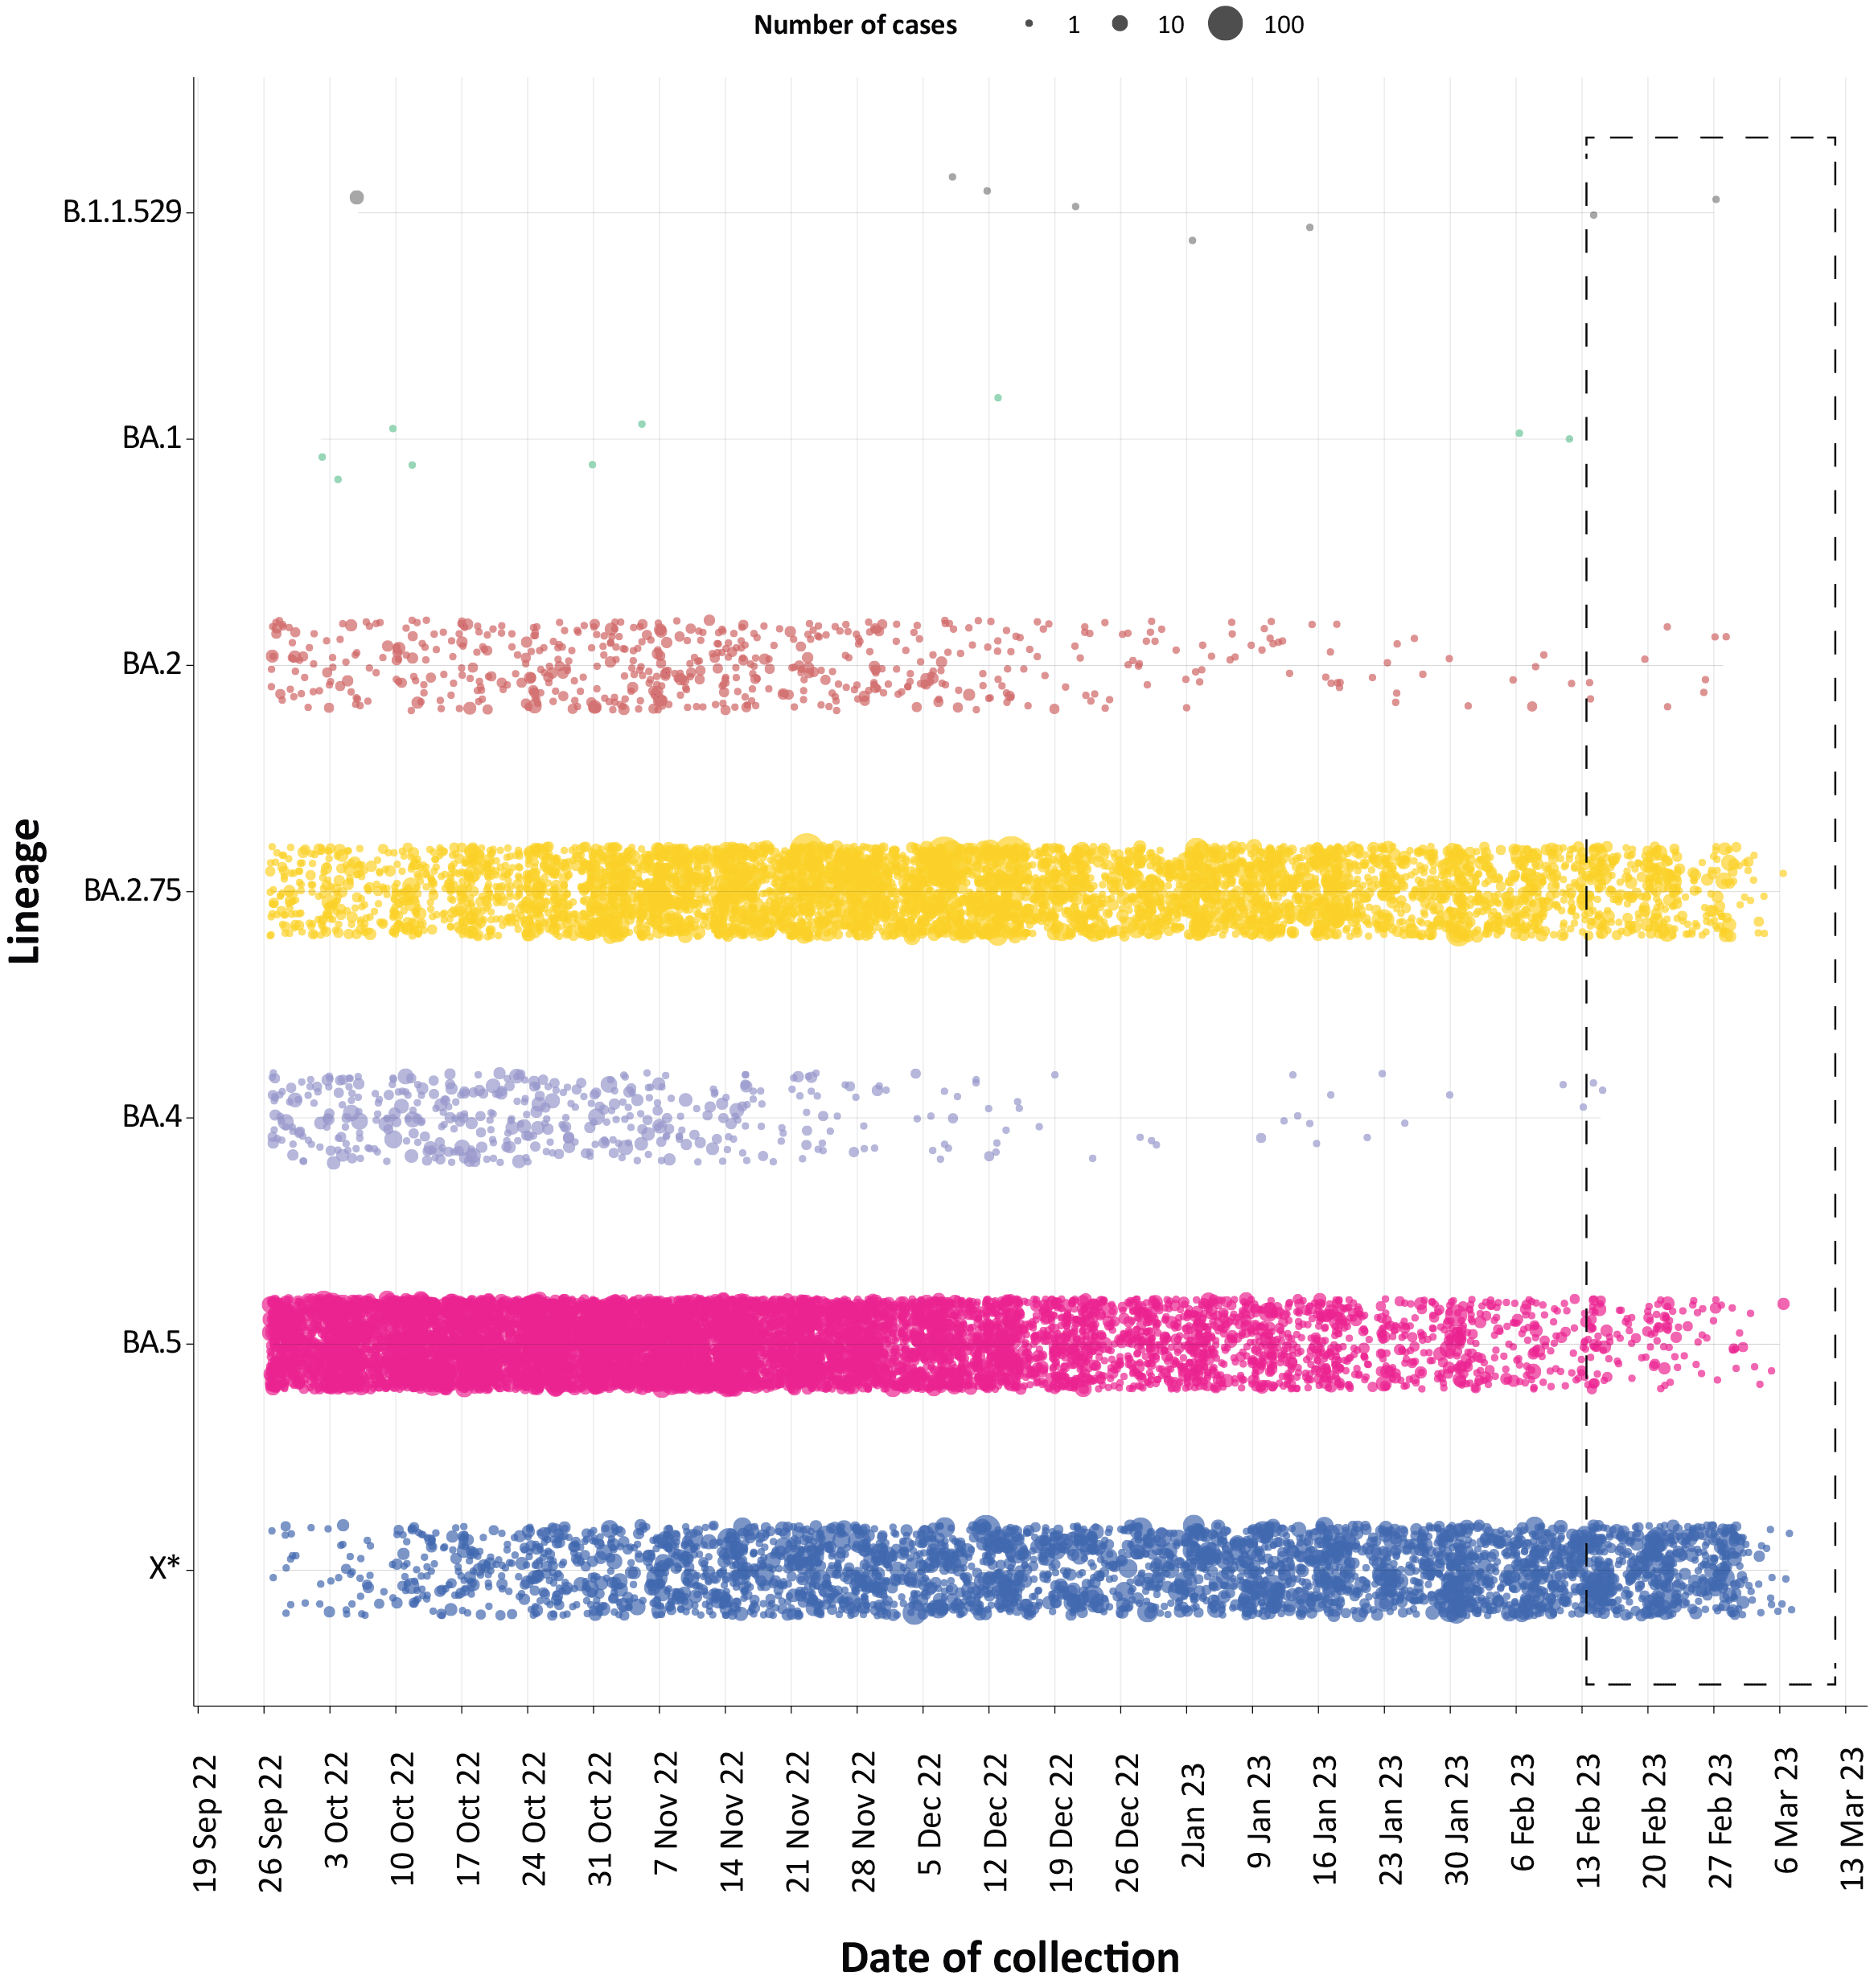 Number of cases 1 10 100
B.1.1.529
BA.1
BA.2
BA.2.75
BA.4
BA.5
X*
Lineage
19 Sep 22
26 Sep 22
3 Oct 22
10 Oct 22
17 Oct 22
24 Oct 22
31 Oct 22
7 Nov 22
14 Nov 22
21 Nov 22
28 Nov 22
5 Dec 22
12 Dec 22
19 Dec 22
26 Dec 22
2Jan 23
9 Jan 23
16 Jan 23
23 Jan 23
30 Jan 23
6 Feb 23
13 Feb 23
20 Feb 23
27 Feb 23
6 Mar 23
13 Mar 23
Date of collection